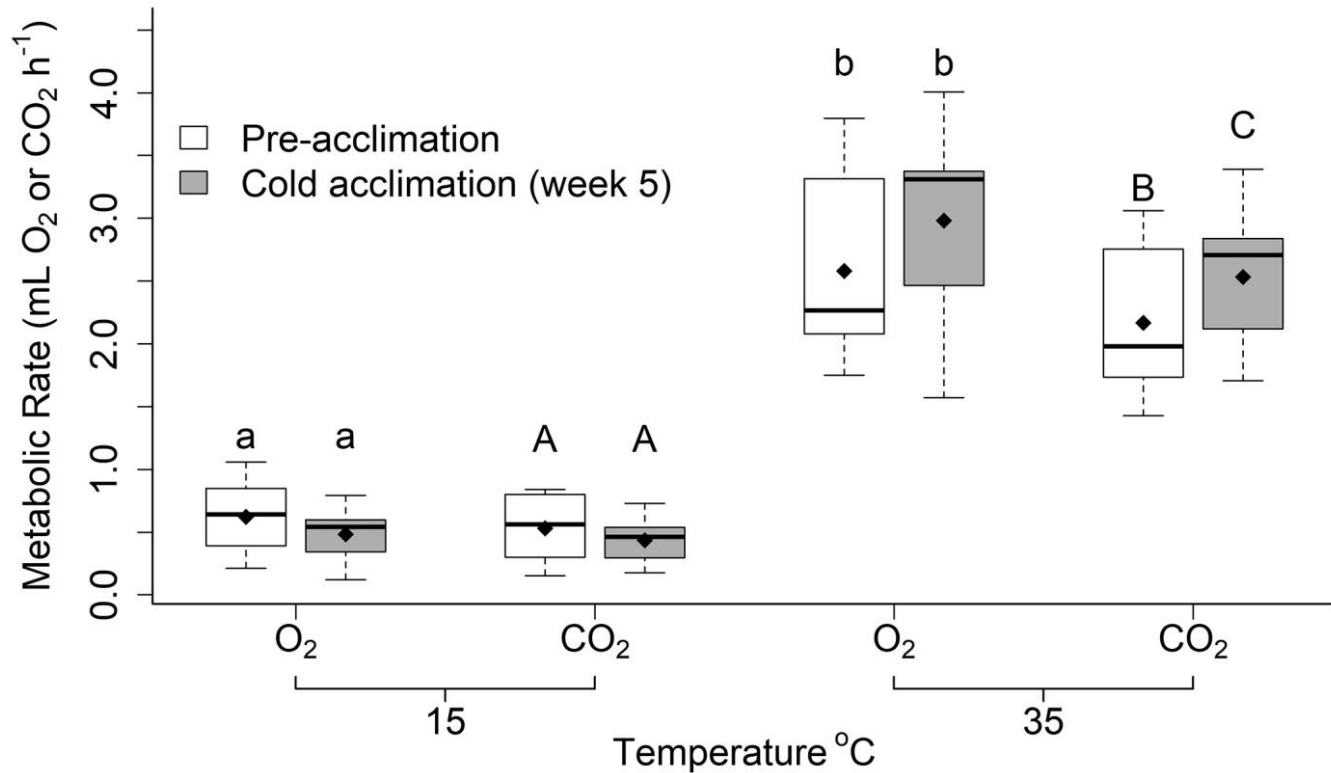 Metabolic Rate (mL O₂ or CO₂ h⁻¹)
4.0
3.0
2.0
1.0
0.0
Pre-acclimation
Cold acclimation (week 5)
b b
C
B
a a A A
O₂ CO₂ O₂ CO₂
15 35
Temperature °C